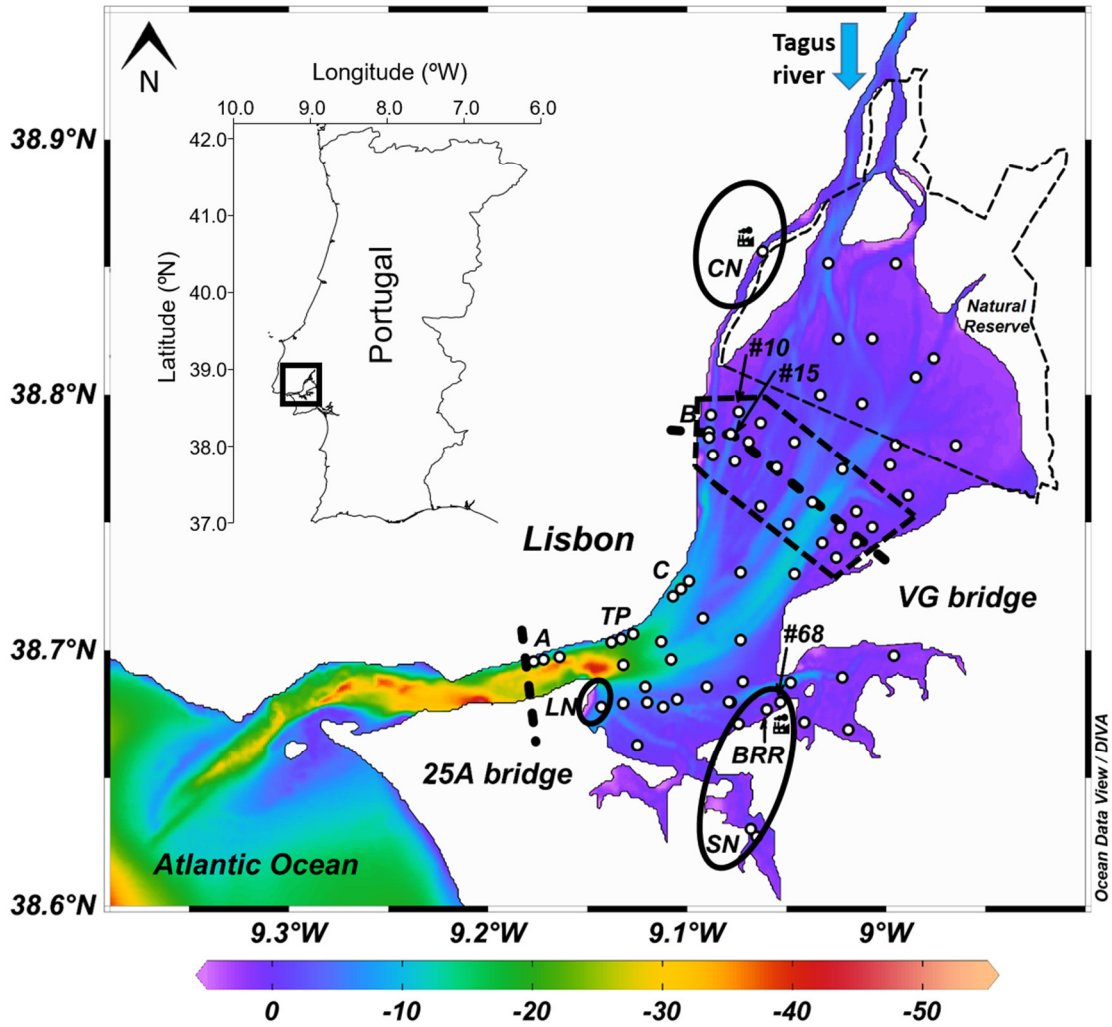 Tagus
river
N
Longitude (ºW)
10.0
9.0
8.0
7.0
6.0
38.9°N
42.0
41.0
CN
Latitude (ºN)
40.0
Portugal
Natural
Reserve
#10
39.0
#15
38.8°N
B
38.0
37.0
Lisbon
C
VG bridge
TP
#68
A
38.7°N
LN
25A bridge
BRR
SN
Atlantic Ocean
38.6°N
9.3°W
9.2°W
9.1°W
9°W
Ocean Data View / DIVA
0
-10
-20
-30
-40
-50